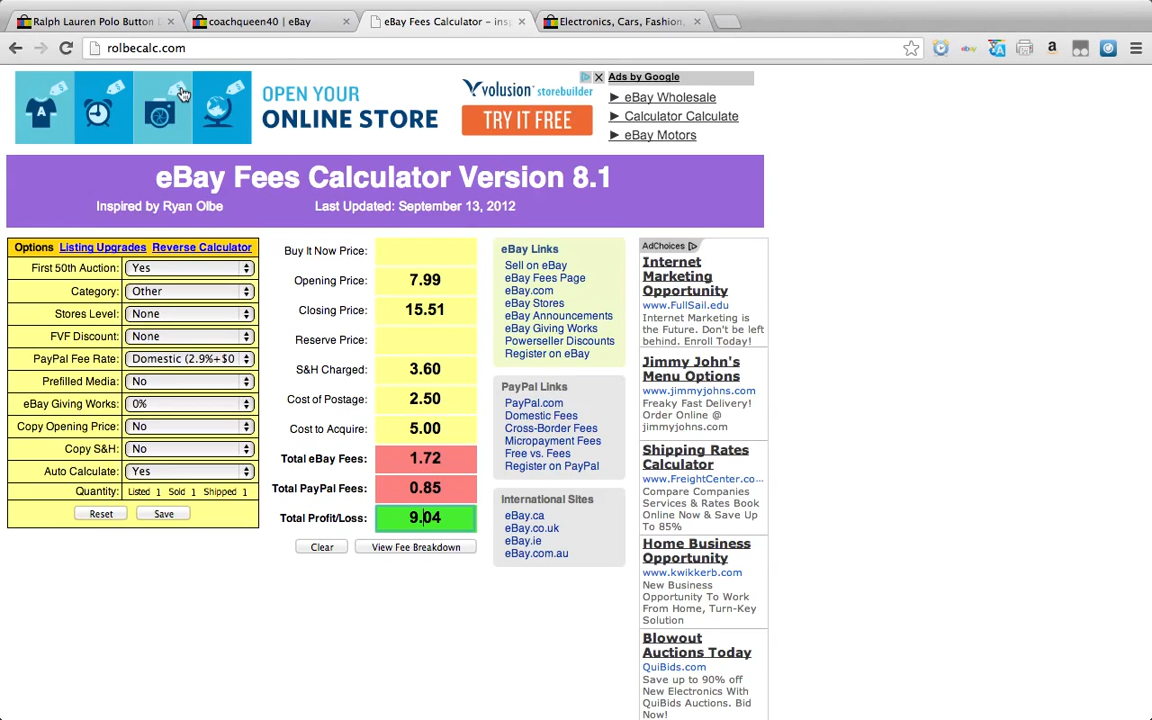 Ralph Lauren Polo Button D
coachqueen40 | eBay
eBay Fees Calculator – insp
Electronics, Cars, Fashion,
rolbecalc.com
OPEN YOUR
ONLINE STORE
volusion storebuilder
TRY IT FREE
Ads by Google
► eBay Wholesale
► Calculator Calculate
► eBay Motors
eBay Fees Calculator Version 8.1
Inspired by Ryan Olbe Last Updated: September 13, 2012
Options Listing Upgrades Reverse Calculator
First 50th Auction: Yes
Category: Other
Stores Level: None
FVF Discount: None
PayPal Fee Rate: Domestic (2.9%+$0
Prefilled Media: No
eBay Giving Works: 0%
Copy Opening Price: No
Copy S&H: No
Auto Calculate: Yes
Quantity: Listed 1 Sold 1 Shipped 1
Reset Save
Buy It Now Price:
Opening Price: 7.99
Closing Price: 15.51
Reserve Price:
S&H Charged: 3.60
Cost of Postage: 2.50
Cost to Acquire: 5.00
Total eBay Fees: 1.72
Total PayPal Fees: 0.85
Total Profit/Loss: 9.04
Clear View Fee Breakdown
eBay Links
Sell on eBay
eBay Fees Page
eBay.com
eBay Stores
eBay Announcements
eBay Giving Works
Powerseller Discounts
Register on eBay
PayPal Links
PayPal.com
Domestic Fees
Cross-Border Fees
Micropayment Fees
Free vs. Fees
Register on PayPal
International Sites
eBay.ca
eBay.co.uk
eBay.ie
eBay.com.au
AdChoices
Internet
Marketing
Opportunity
www.FullSail.edu
Internet Marketing is
the Future. Don't be
left behind. Enroll Today!
Jimmy John's
Menu Options
www.jimmyjohns.com
Freaky Fast Delivery!
Order Online @
jimmyjohns.com
Shipping Rates
Calculator
www.FreightCenter.co...
Compare Companies
Services & Rates Book
Online Now & Save Up
To 85%
Home Business
Opportunity
www.kwikkerb.com
New Business
Opportunity To Work
From Home, Turn-Key
Solution
Blowout
Auctions Today
QuiBids.com
Save up to 90% off
New Electronics With
QuiBids Auctions. Bid
Now!